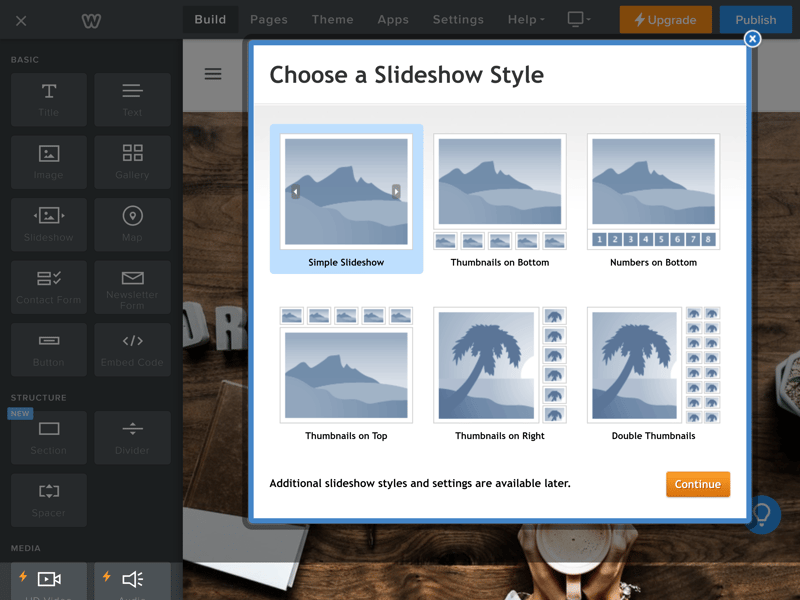 Build Pages Theme Apps Settings Help Upgrade Publish
BASIC
Title Text
Image Gallery
Slideshow Map
Contact Form Newsletter Form
Button Embed Code
STRUCTURE
NEW
Section Divider
Spacer
MEDIA
HD Video Audio
Choose a Slideshow Style
1 2 3 4 5 6 7 8
Simple Slideshow Thumbnails on Bottom Numbers on Bottom
Thumbnails on Top Thumbnails on Right Double Thumbnails
Additional slideshow styles and settings are available later.
Continue